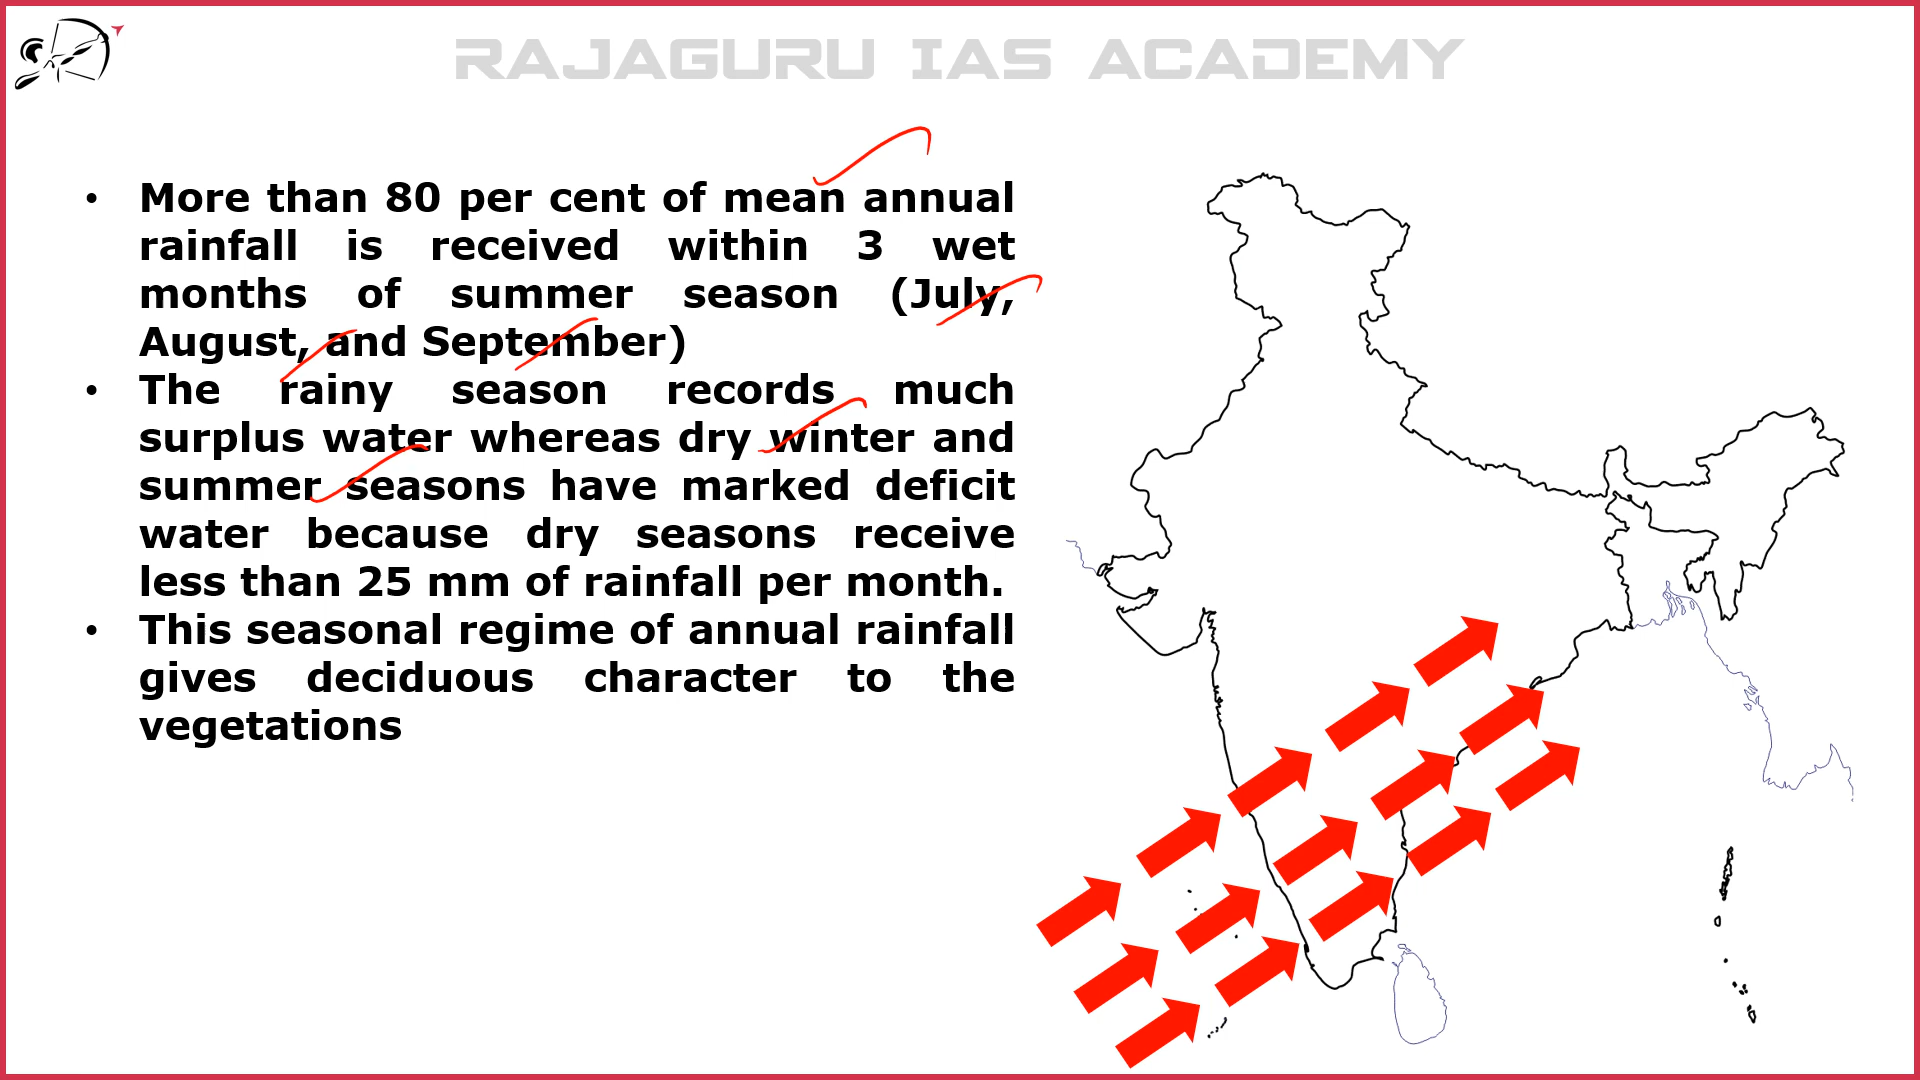 RAJAGURU IAS ACADEMY
• More than 80 per cent of mean annual
rainfall is received within 3 wet
months of summer season (July,
August, and September)
• The rainy season records much
surplus water whereas dry winter and
summer seasons have marked deficit
water because dry seasons receive
less than 25 mm of rainfall per month.
• This seasonal regime of annual rainfall
gives deciduous character to the
vegetations